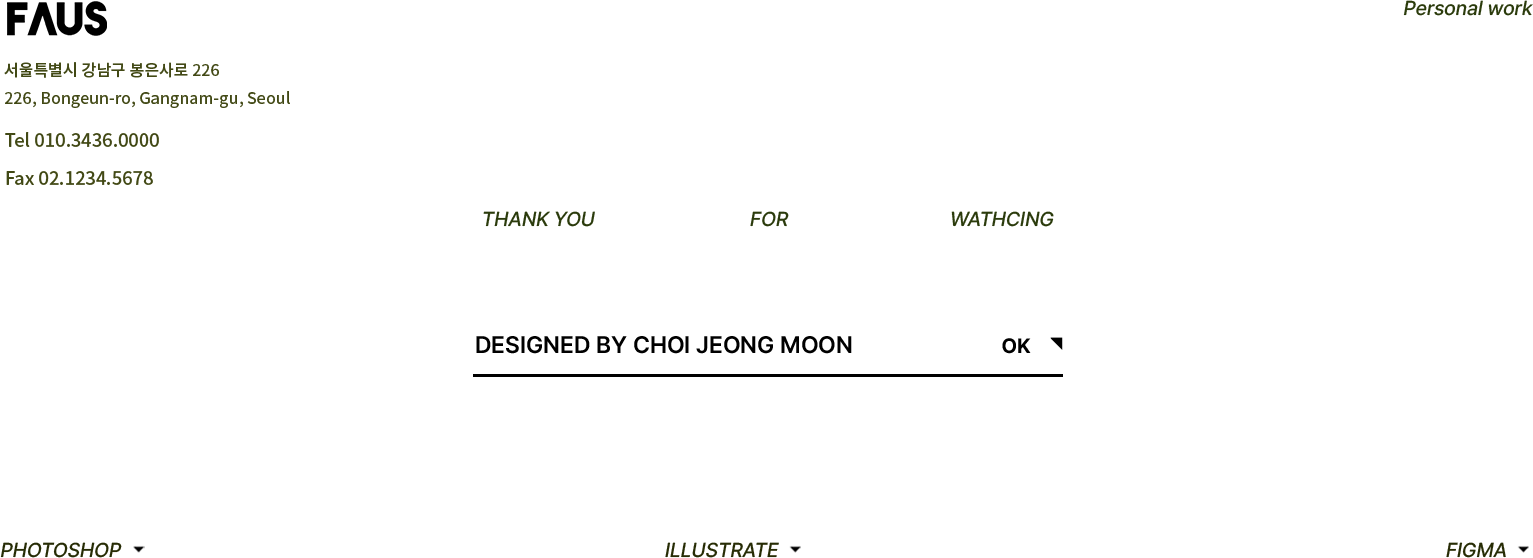 FAUS
Personal work
서울특별시 강남구 봉은사로 226
226, Bongeun-ro, Gangnam-gu, Seoul
Tel 010.3436.0000
Fax 02.1234.5678
THANK YOU FOR WATHCING
DESIGNED BY CHOI JEONG MOON OK
PHOTOSHOP ILLUSTRATE FIGMA